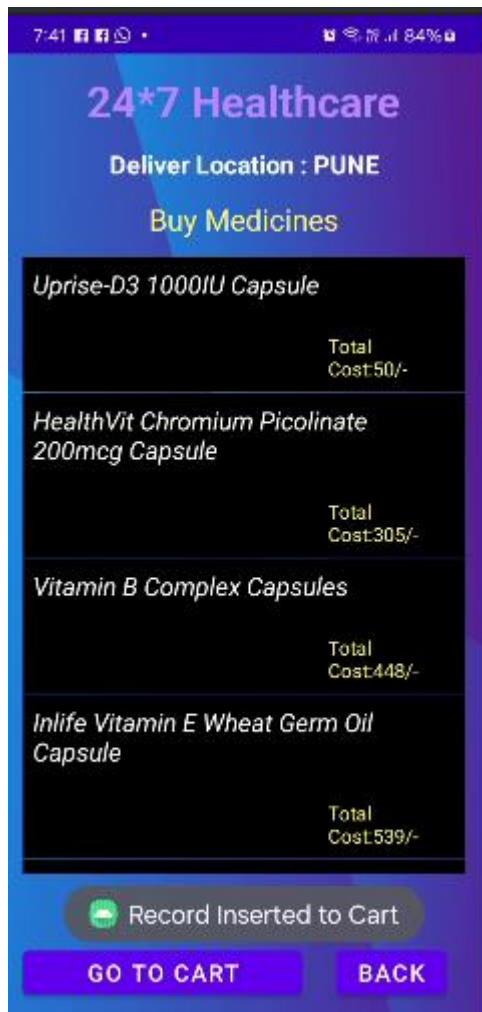 7:41
84%
24*7 Healthcare
Deliver Location : PUNE
Buy Medicines
Uprise-D3 1000IU Capsule
Total
Cost:50/-
HealthVit Chromium Picolinate
200mcg Capsule
Total
Cost:305/-
Vitamin B Complex Capsules
Total
Cost:448/-
Inlife Vitamin E Wheat Germ Oil
Capsule
Total
Cost:539/-
Record Inserted to Cart
GO TO CART
BACK